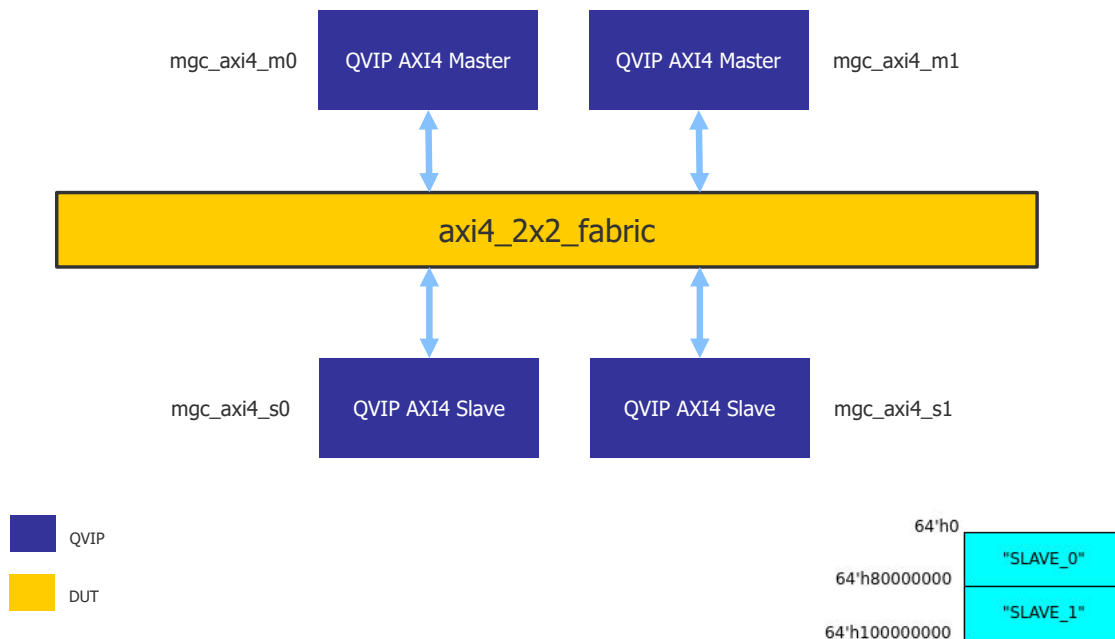 mgc_axi4_m0
QVIP AXI4 Master
QVIP AXI4 Master
mgc_axi4_m1
axi4_2x2_fabric
mgc_axi4_s0
QVIP AXI4 Slave
QVIP AXI4 Slave
mgc_axi4_s1
QVIP
DUT
64'h0
"SLAVE_0"
64'h80000000
"SLAVE_1"
64'h100000000